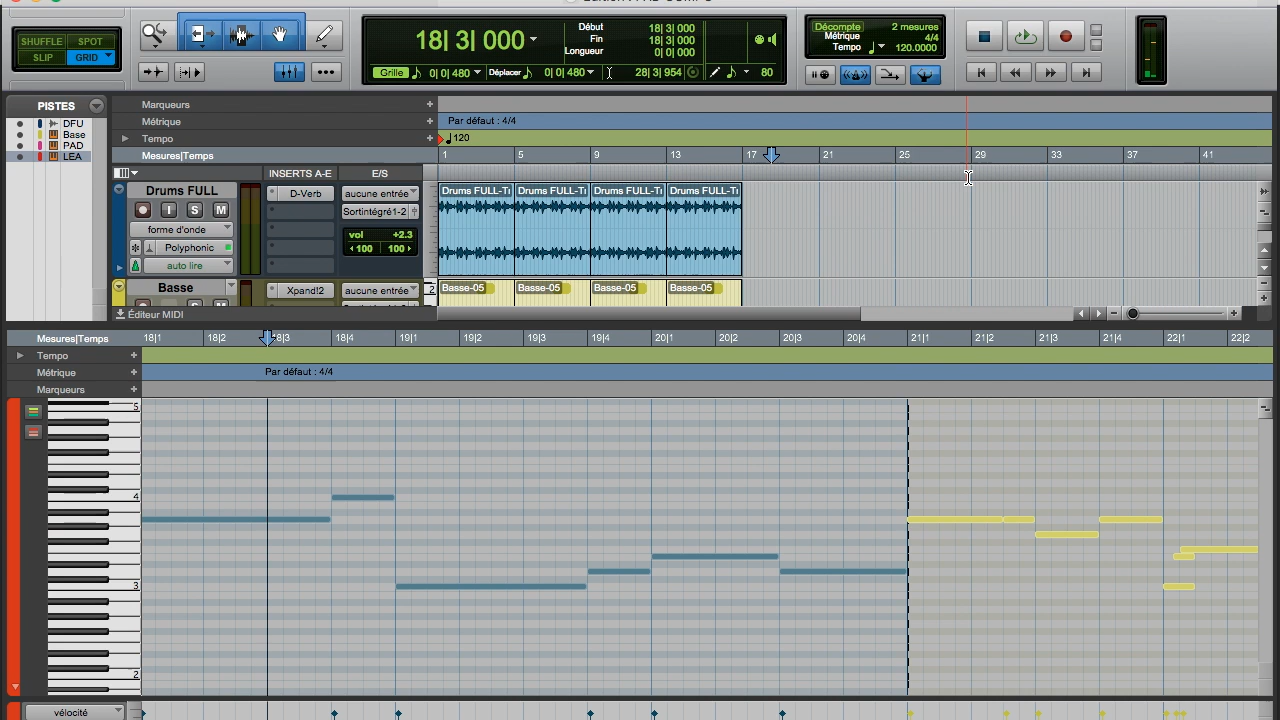 SHUFFLE SPOT
SLIP GRID
18| 3| 000
Début 18| 3| 000
Fin 18| 3| 000
Longueur 0| 0| 000
Grille 0| 0| 480 Déplacer 0| 0| 480 28| 3| 954 80
Décompte 2 mesures
Métrique 4/4
Tempo 120.0000
PISTES
DFU
Base
PAD
LEA
Marqueurs
Métrique
Par défaut : 4/4
Tempo
120
Mesures|Temps
1 5 9 13 17 21 25 29 33 37 41
INSERTS A-E E/S
Drums FULL
I S M
forme d'onde
Polyphonic
auto lire
D-Verb
aucune entrée
Sortintégré1-2
vol +2.3
100 100
Drums FULL-Ti Drums FULL-Ti Drums FULL-Ti Drums FULL-Ti
Basse
Xpand!2
aucune entrée
2
Basse-05 Basse-05 Basse-05 Basse-05
Éditeur MIDI
Mesures|Temps
18|1 18|2 8|3 18|4 19|1 19|2 19|3 19|4 20|1 20|2 20|3 20|4 21|1 21|2 21|3 21|4 22|1 22|2
Tempo
Métrique
Par défaut : 4/4
Marqueurs
5
4
3
2
vélocité